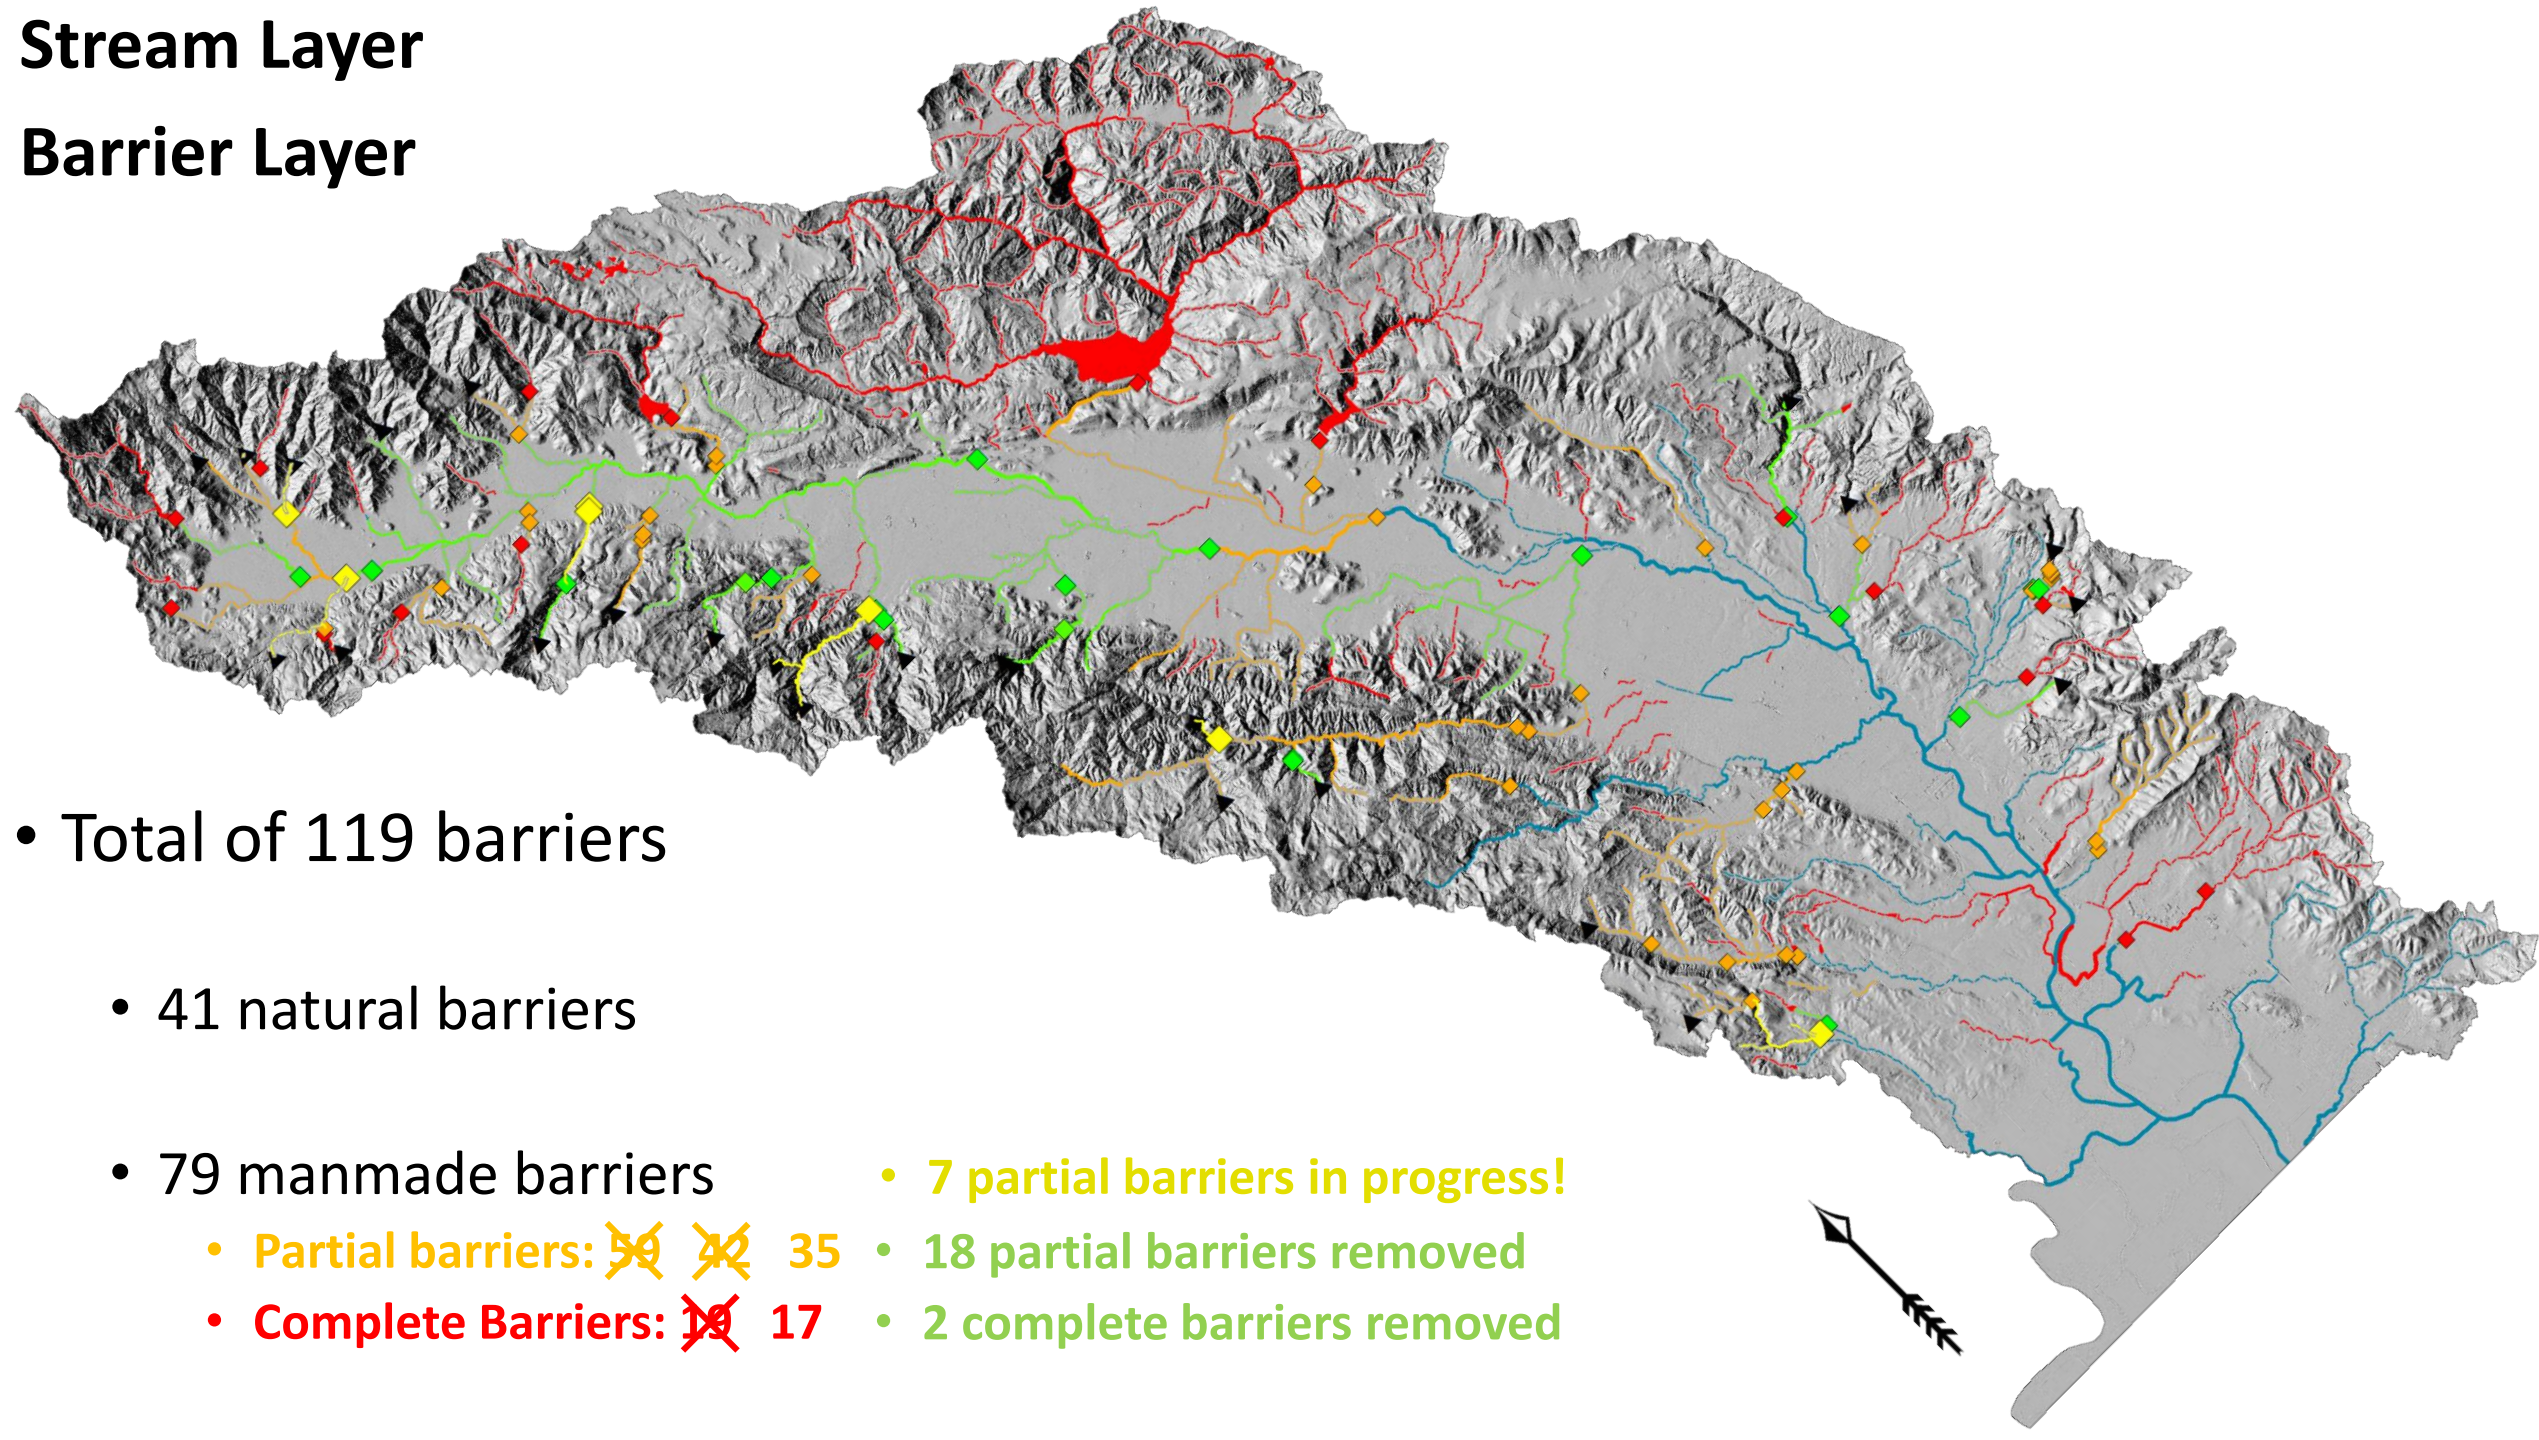 Stream Layer
Barrier Layer
• Total of 119 barriers
• 41 natural barriers
• 79 manmade barriers
• Partial barriers: 59 42 35
• Complete Barriers: 19 17
• 7 partial barriers in progress!
• 18 partial barriers removed
• 2 complete barriers removed